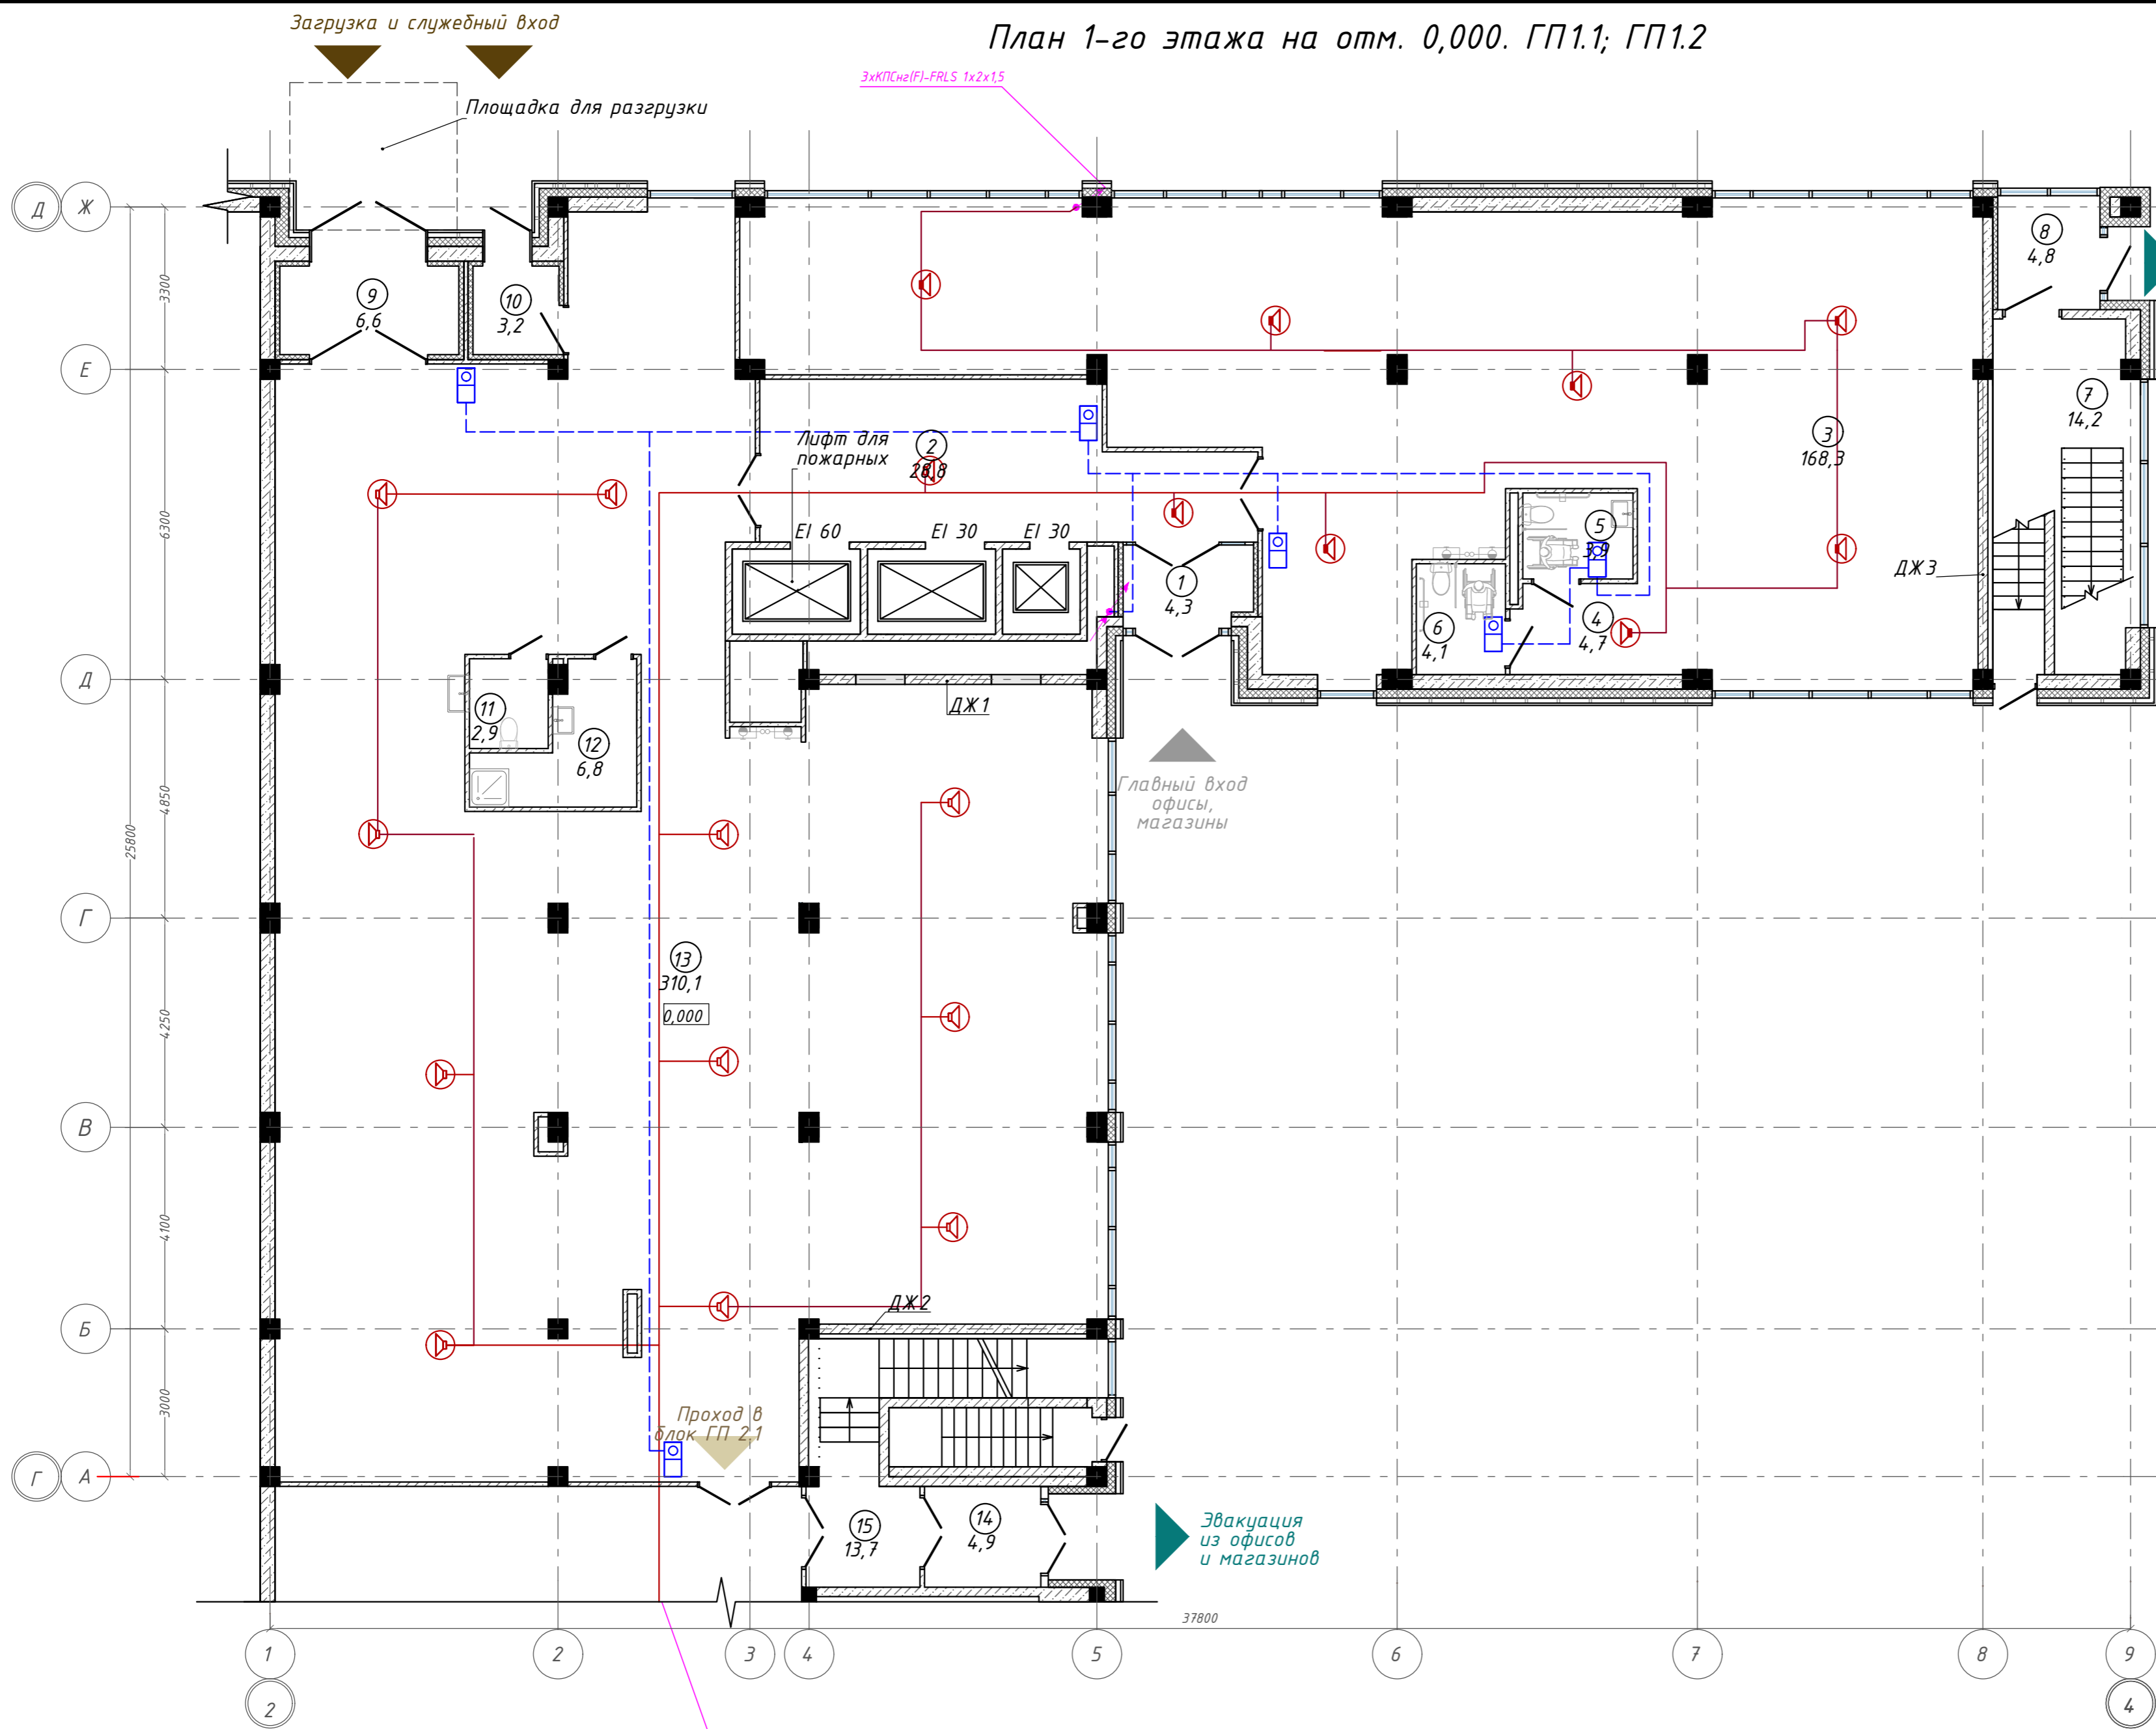 Загрузка и служебный вход
План 1-го этажа на отм. 0,000. ГП1.1; ГП1.2
3хКПСнг(F)-FRLS 1x2x1,5
Площадка для разгрузки
Д
Ж
8
4,8
9
6,6
10
3,2
3300
Е
7
14,2
Лифт для
пожарных
2
28,8
3
168,3
6300
EI 60
EI 30
EI 30
5
3,9
1
4,3
ДЖ3
6
4,1
4
4,7
Д
11
2,9
ДЖ1
12
6,8
Главный вход
офисы,
магазины
4850
25800
Г
13
310,1
0,000
4250
В
4100
ДЖ2
Б
3000
Проход в
блок ГП 2.1
Г
А
15
13,7
14
4,9
Эвакуация
из офисов
и магазинов
37800
1
2
3
4
5
6
7
8
9
2
4